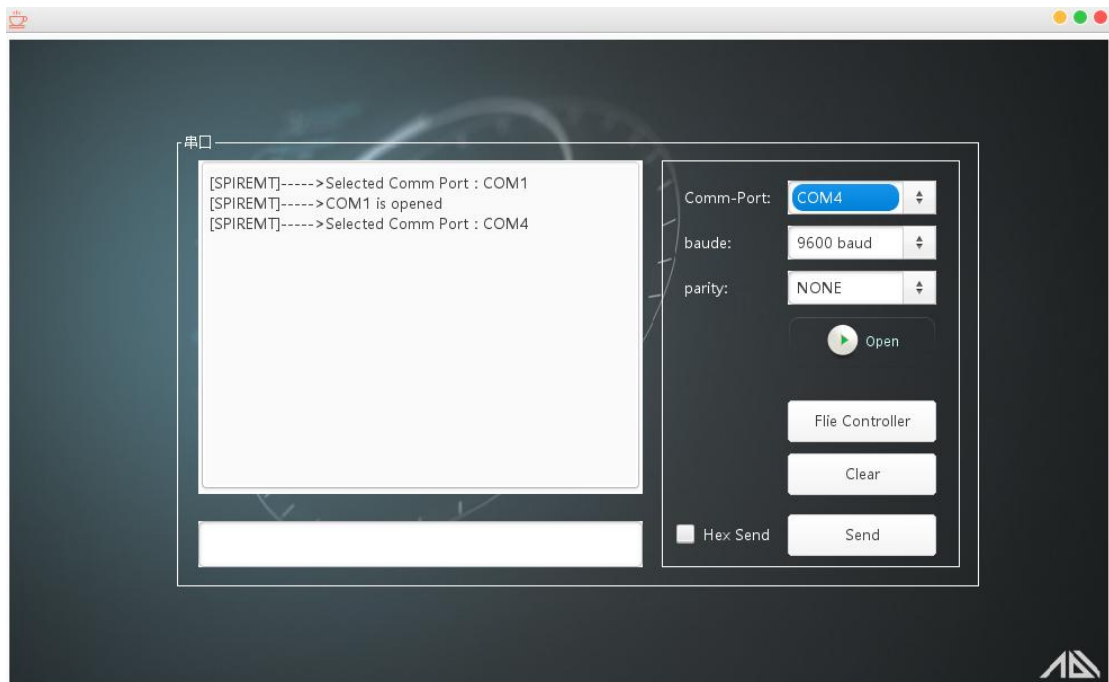 串口
[SPIREMT]----->Selected Comm Port : COM1
[SPIREMT]----->COM1 is opened
[SPIREMT]----->Selected Comm Port : COM4
Comm-Port:
COM4
baude:
9600 baud
parity:
NONE
Open
Flie Controller
Clear
Hex Send
Send